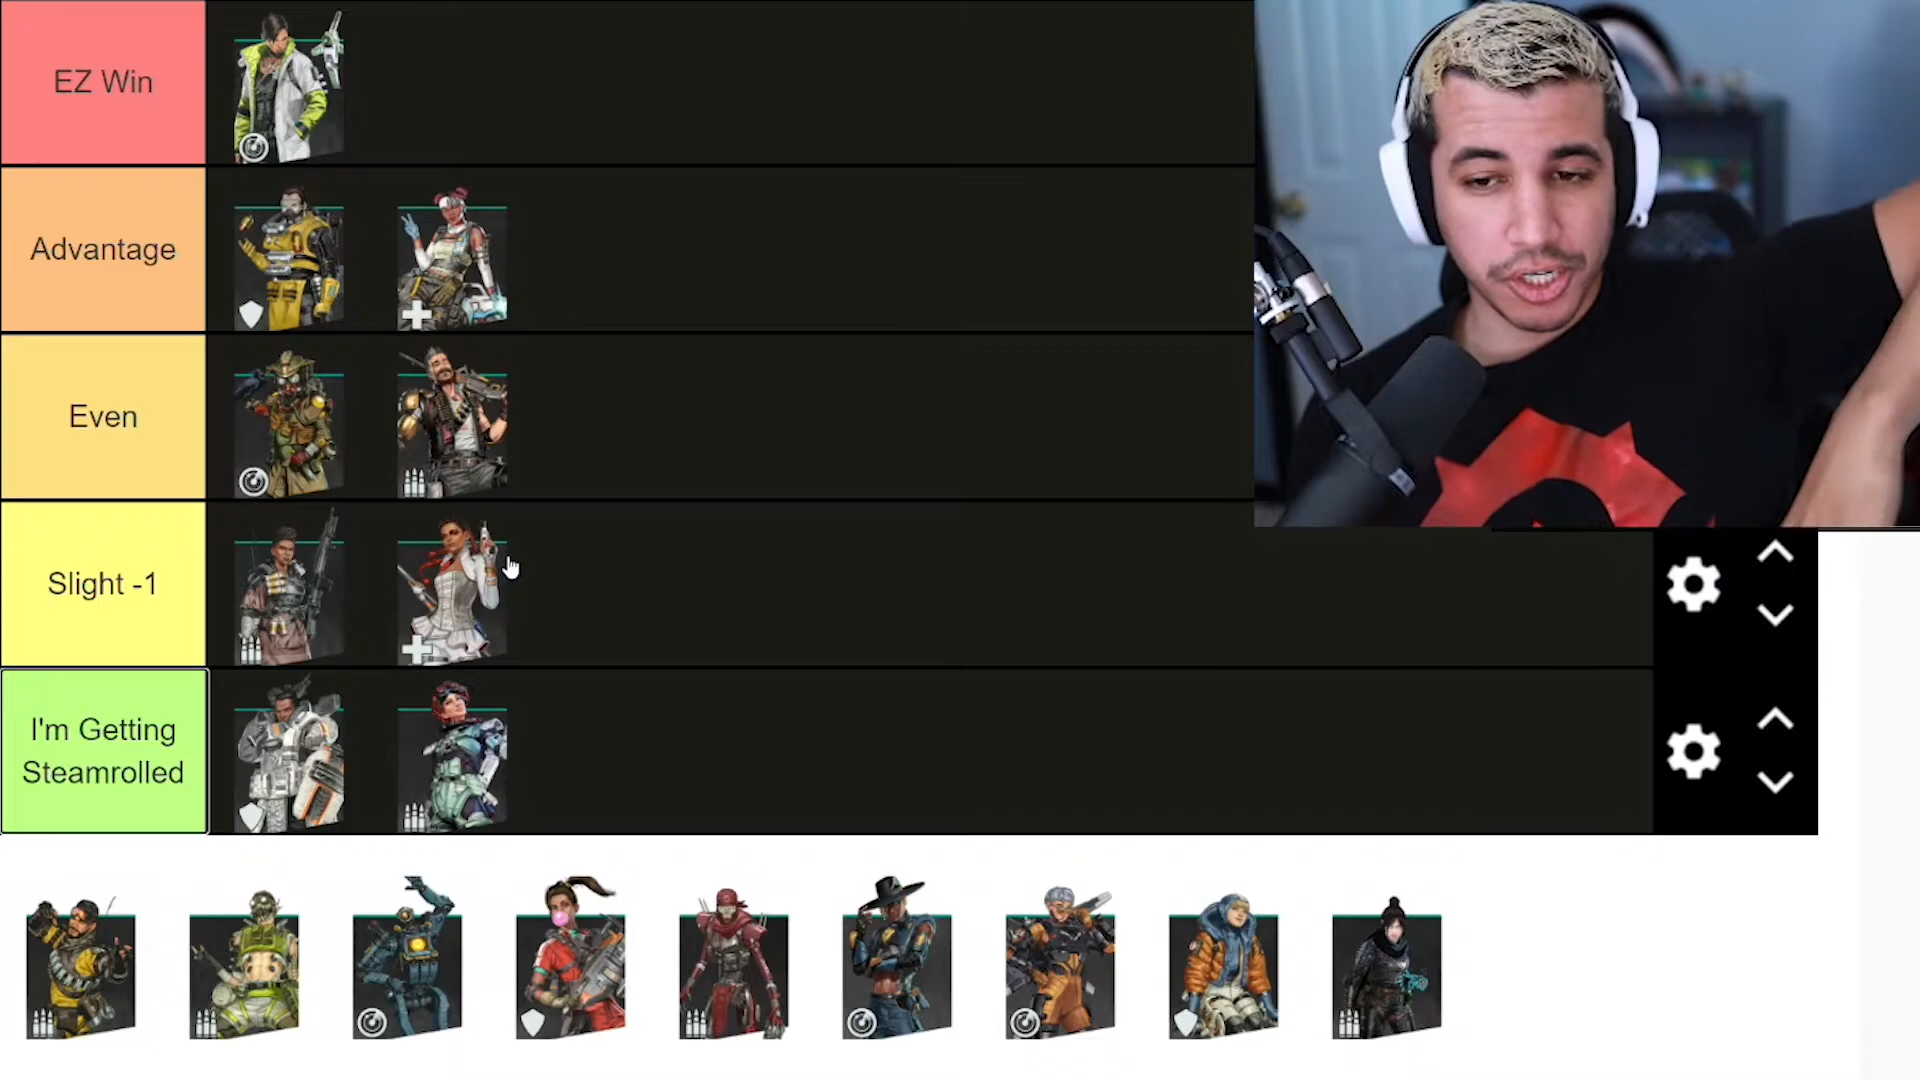 EZ Win
Advantage
Even
Slight -1
I'm Getting
Steamrolled